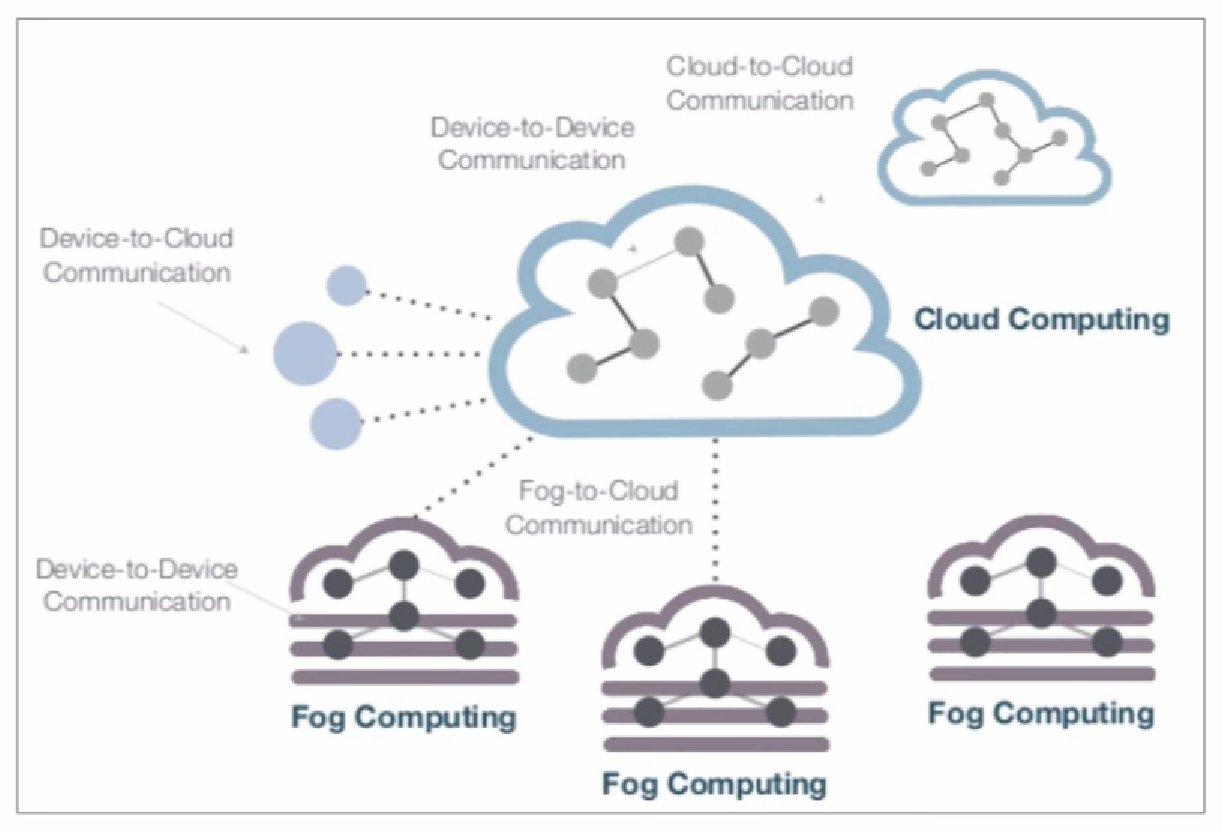 Cloud-to-Cloud
Communication
Device-to-Device
Communication
Device-to-Cloud
Communication
Cloud Computing
Fog-to-Cloud
Communication
Device-to-Device
Communication
Fog Computing
Fog Computing
Fog Computing